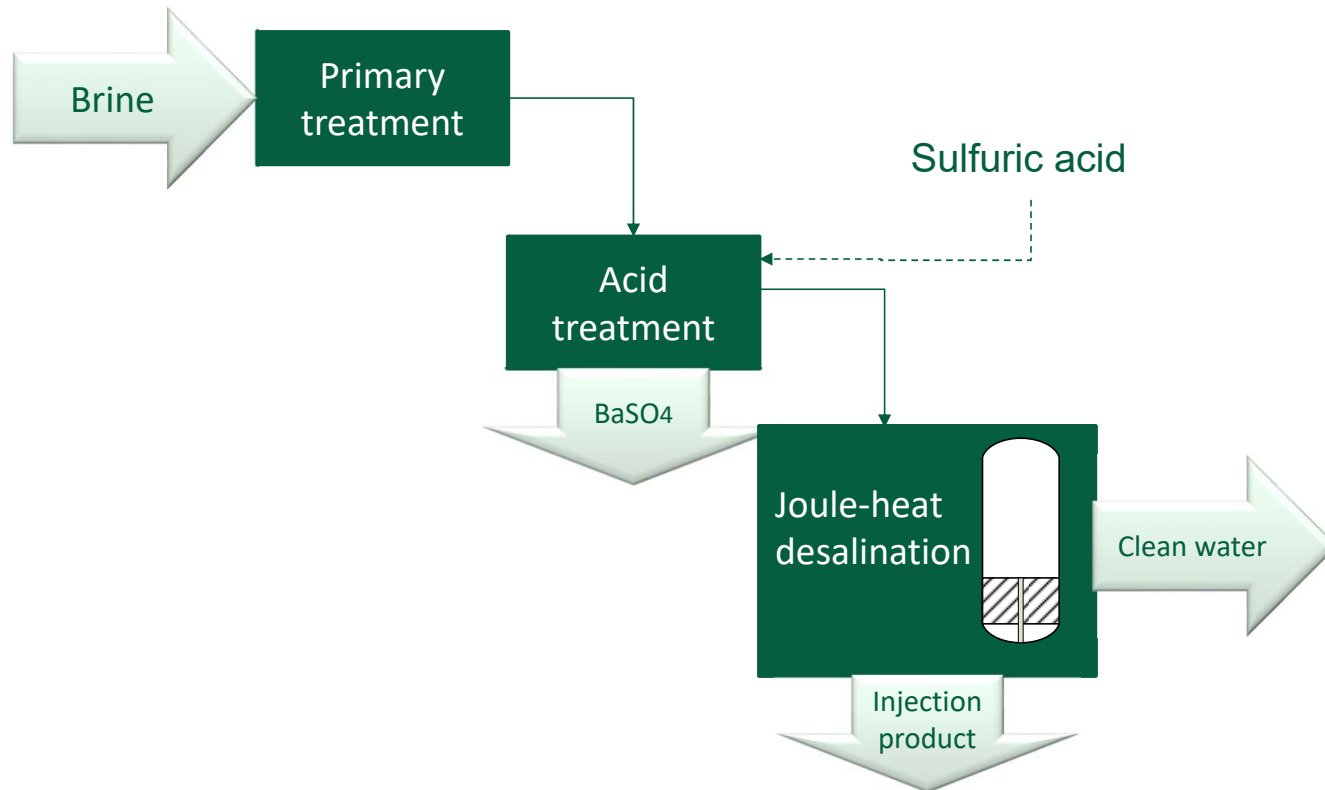 Brine
Primary
treatment
Sulfuric acid
Acid
treatment
BaSO4
Joule-heat
desalination
Clean water
Injection
product